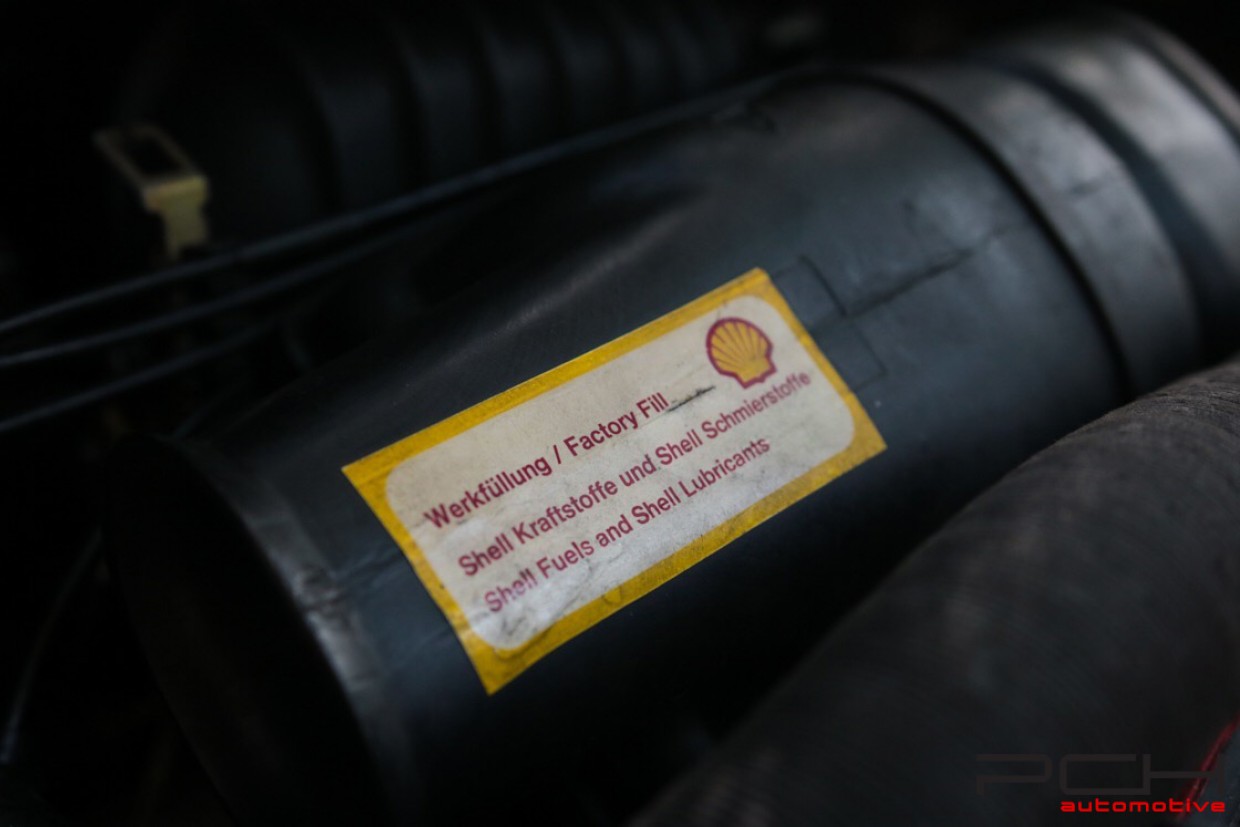 Werkfüllung / Factory Fill
Shell Kraftstoffe und Shell Schmierstoffe
Shell Fuels and Shell Lubricants
PCH
automotive